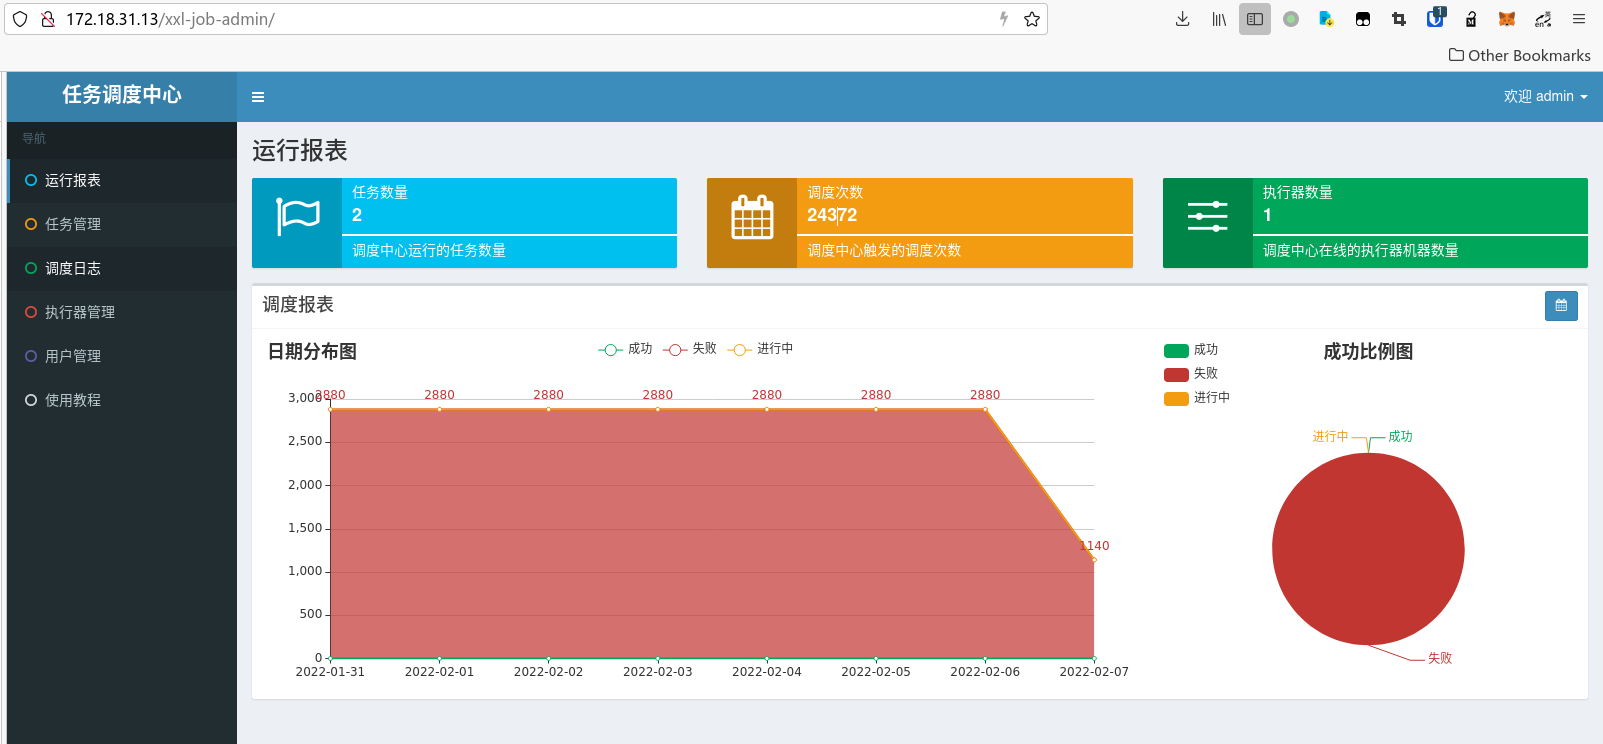 172.18.31.13/xxl-job-admin/
1
M
英
en
Other Bookmarks
任务调度中心
欢迎 admin
导航
运行报表
任务管理
调度日志
执行器管理
用户管理
使用教程
运行报表
任务数量
2
调度中心运行的任务数量
调度次数
24372
调度中心触发的调度次数
执行器数量
1
调度中心在线的执行器机器数量
调度报表
日期分布图
成功 失败 进行中
3,000
2,500
2,000
1,500
1,000
500
0
2880 2880 2880 2880 2880 2880 2880
1140
2022-01-31 2022-02-01 2022-02-02 2022-02-03 2022-02-04 2022-02-05 2022-02-06 2022-02-07
成功
失败
进行中
成功比例图
进行中 成功
失败